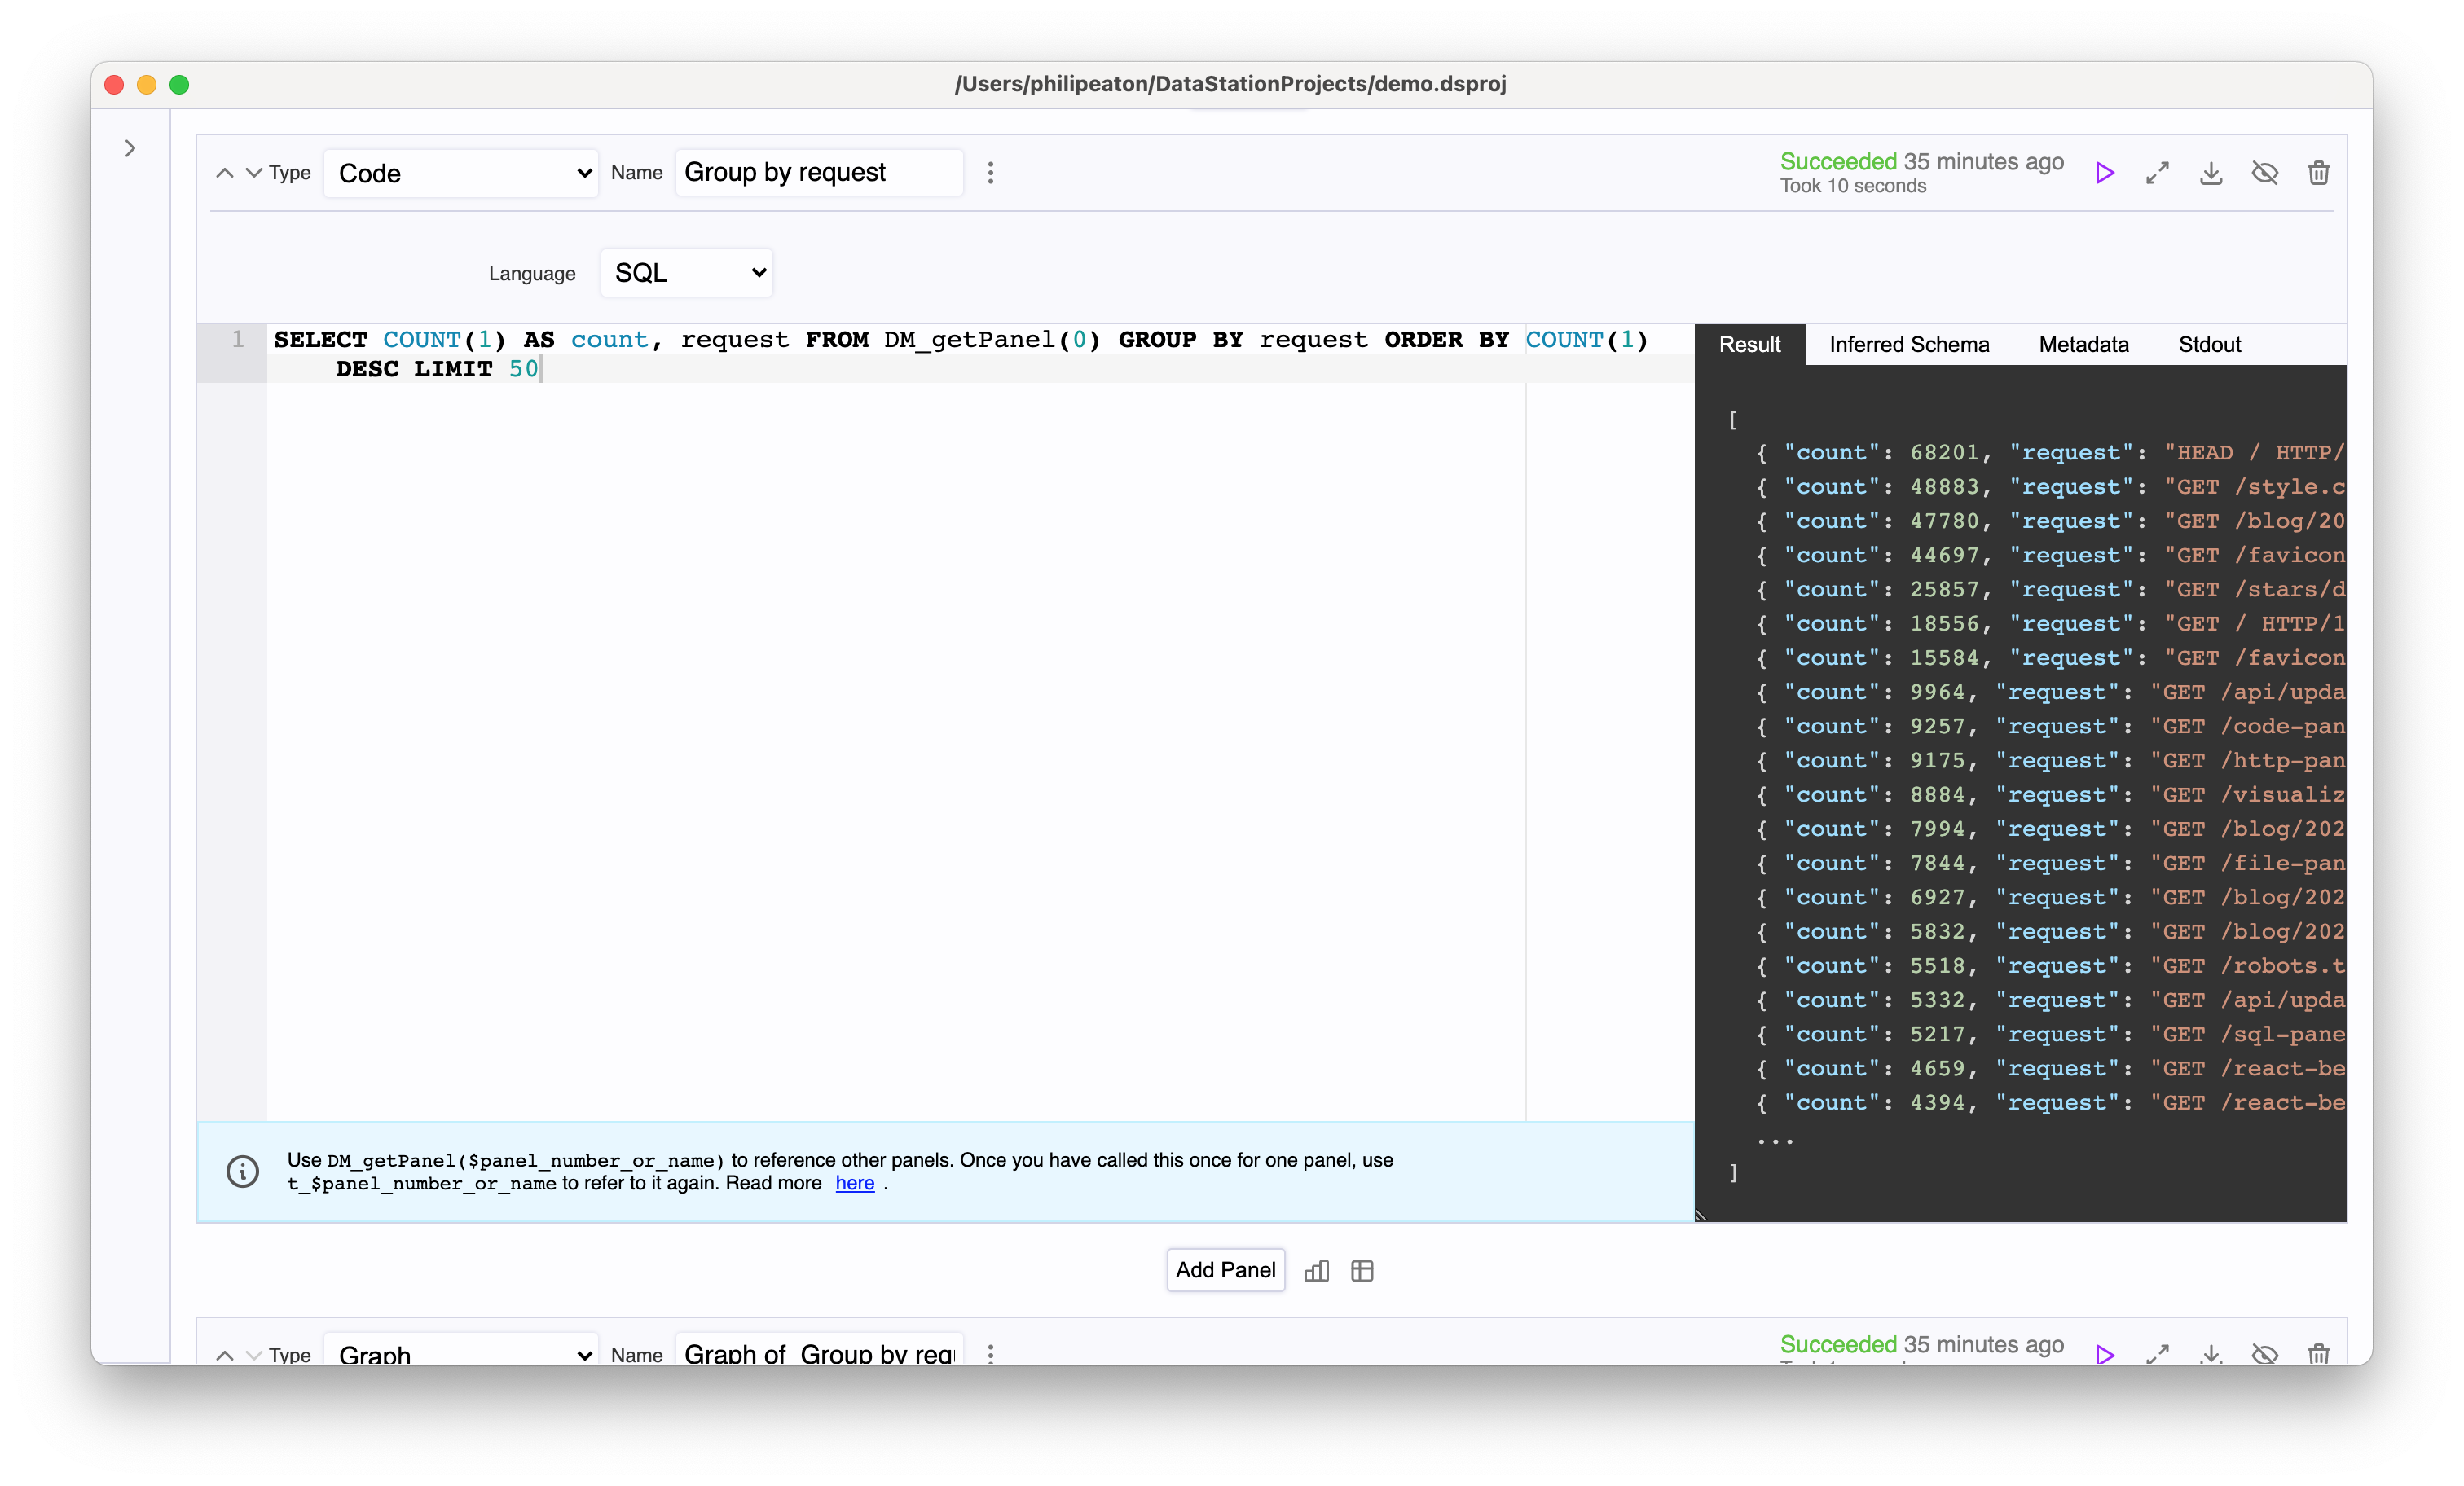 /Users/philipeaton/DataStationProjects/demo.dsproj
Type Code Name Group by request
Succeeded 35 minutes ago
Took 10 seconds
Language SQL
1 SELECT COUNT(1) AS count, request FROM DM_getPanel(0) GROUP BY request ORDER BY COUNT(1)
DESC LIMIT 50
Use DM_getPanel($panel_number_or_name) to reference other panels. Once you have called this once for one panel, use
t_$panel_number_or_name to refer to it again. Read more here .
Result Inferred Schema Metadata Stdout
[
{ "count": 68201, "request": "HEAD / HTTP/
{ "count": 48883, "request": "GET /style.c
{ "count": 47780, "request": "GET /blog/20
{ "count": 44697, "request": "GET /favicon
{ "count": 25857, "request": "GET /stars/d
{ "count": 18556, "request": "GET / HTTP/1
{ "count": 15584, "request": "GET /favicon
{ "count": 9964, "request": "GET /api/upda
{ "count": 9257, "request": "GET /code-pan
{ "count": 9175, "request": "GET /http-pan
{ "count": 8884, "request": "GET /visualiz
{ "count": 7994, "request": "GET /blog/202
{ "count": 7844, "request": "GET /file-pan
{ "count": 6927, "request": "GET /blog/202
{ "count": 5832, "request": "GET /blog/202
{ "count": 5518, "request": "GET /robots.t
{ "count": 5332, "request": "GET /api/upda
{ "count": 5217, "request": "GET /sql-pane
{ "count": 4659, "request": "GET /react-be
{ "count": 4394, "request": "GET /react-be
...
]
Add Panel
Type Graph Name Graph of Group by requ
Succeeded 35 minutes ago